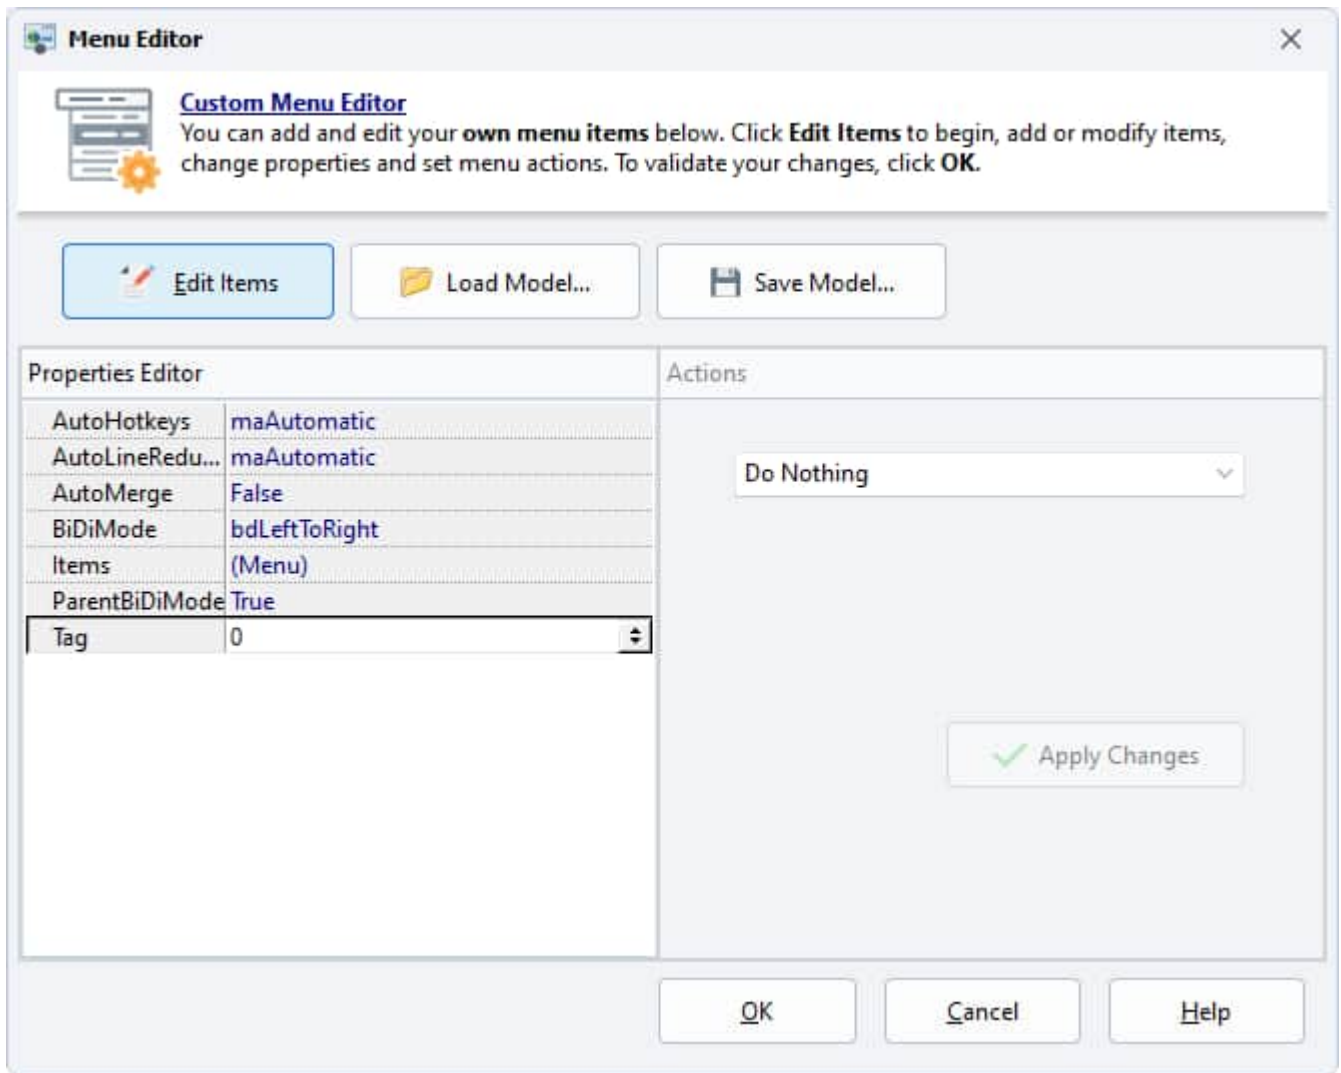 Menu Editor
Custom Menu Editor
You can add and edit your own menu items below. Click Edit Items to begin, add or modify items,
change properties and set menu actions. To validate your changes, click OK.
Edit Items
Load Model...
Save Model...
Properties Editor
Actions
AutoHotkeys maAutomatic
AutoLineRedu... maAutomatic
AutoMerge False
BiDiMode bdLeftToRight
Items (Menu)
ParentBiDiMode True
Tag 0
Do Nothing
Apply Changes
OK
Cancel
Help